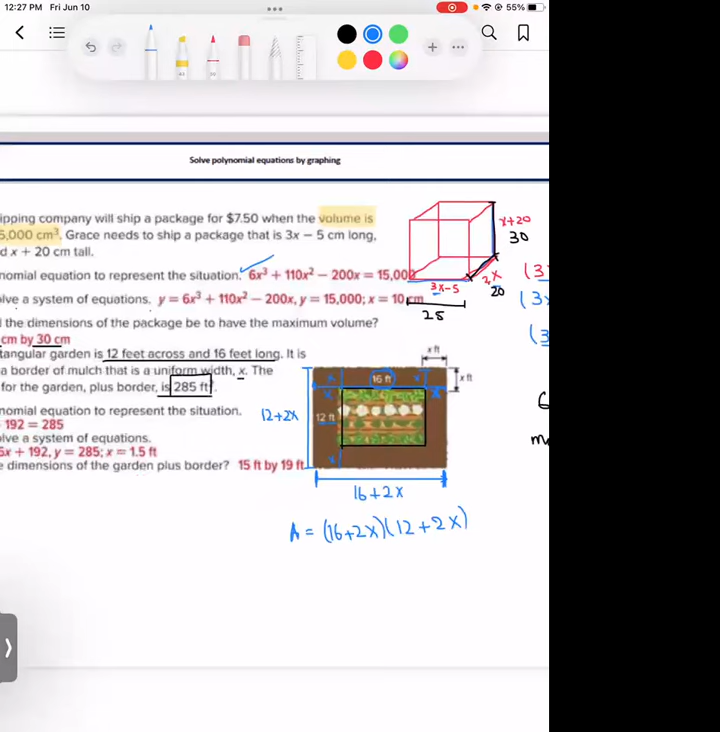 12:27 PM Fri Jun 10
55%
Solve polynomial equations by graphing
ipping company will ship a package for $7.50 when the volume is
5,000 cm³. Grace needs to ship a package that is 3x − 5 cm long,
d x + 20 cm tall.
nomial equation to represent the situation. 6x³ + 110x² − 200x = 15,000
lve a system of equations. y = 6x³ + 110x² − 200x, y = 15,000; x = 10 cm
d the dimensions of the package be to have the maximum volume?
cm by 30 cm
x+20
30
2x
20
3x-5
25
(3
(3x
(3
tangular garden is 12 feet across and 16 feet long. It is
a border of mulch that is a uniform width, x. The
for the garden, plus border, is 285 ft².
nomial equation to represent the situation.
192 = 285
lve a system of equations.
6x + 192, y = 285; x = 1.5 ft
e dimensions of the garden plus border? 15 ft by 19 ft
x ft
x ft
16 ft
12 ft
x
x
x
x
12+2x
16+2x
A = (16+2x)(12+2x)
6
m